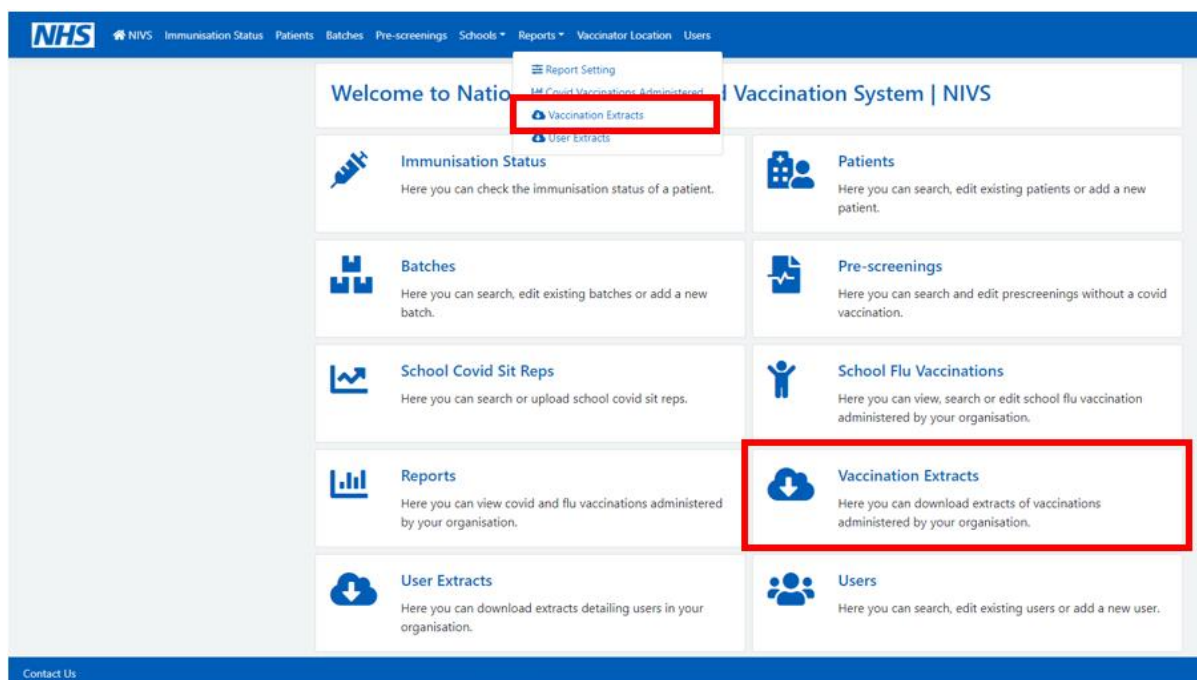 NHS NIVS Immunisation Status Patients Batches Pre-screenings Schools Reports Vaccinator Location Users
Report Setting
Covid Vaccinations Administered
Vaccination Extracts
User Extracts
Welcome to Natio d Vaccination System | NIVS
Immunisation Status
Here you can check the immunisation status of a patient.
Patients
Here you can search, edit existing patients or add a new
patient.
Batches
Here you can search, edit existing batches or add a new
batch.
Pre-screenings
Here you can search and edit prescreenings without a covid
vaccination.
School Covid Sit Reps
Here you can search or upload school covid sit reps.
School Flu Vaccinations
Here you can view, search or edit school flu vaccination
administered by your organisation.
Reports
Here you can view covid and flu vaccinations administered
by your organisation.
Vaccination Extracts
Here you can download extracts of vaccinations
administered by your organisation.
User Extracts
Here you can download extracts detailing users in your
organisation.
Users
Here you can search, edit existing users or add a new user.
Contact Us